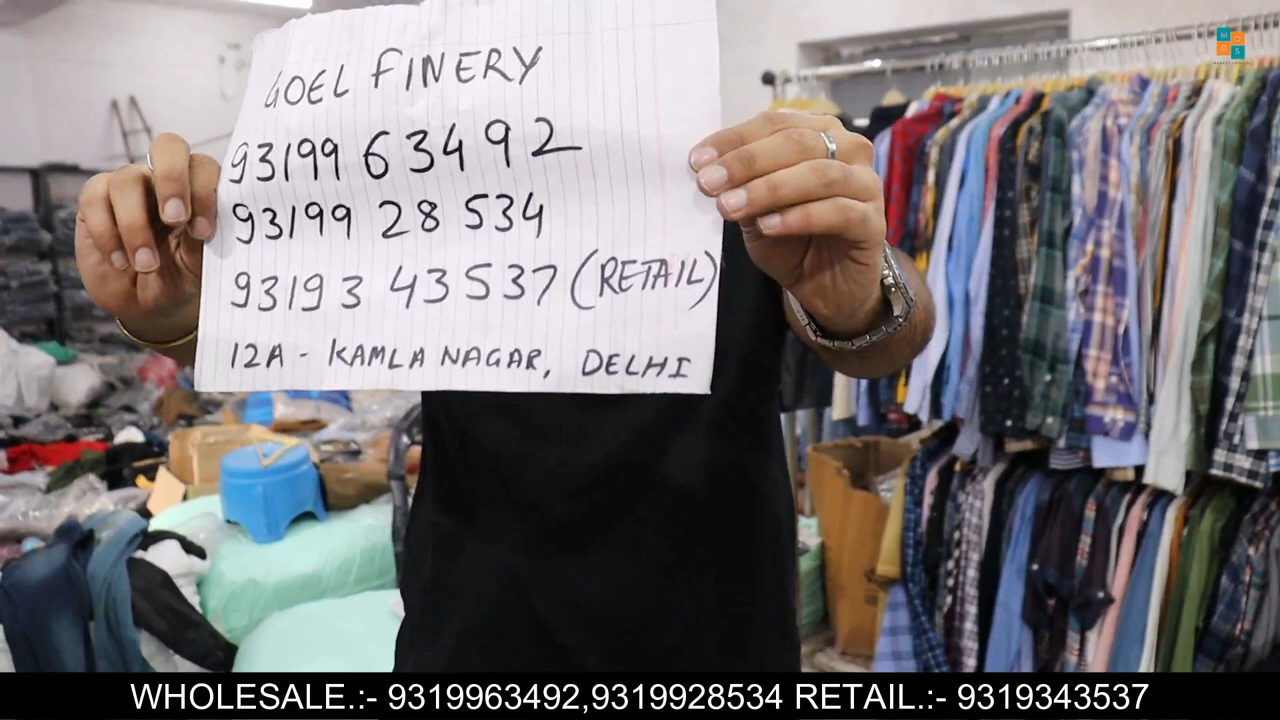 GOEL FINERY
93199 63492
93199 28 534
93193 43537 (RETAIL)
12A - KAMLA NAGAR, DELHI
WHOLESALE.:- 9319963492,9319928534 RETAIL.:- 9319343537